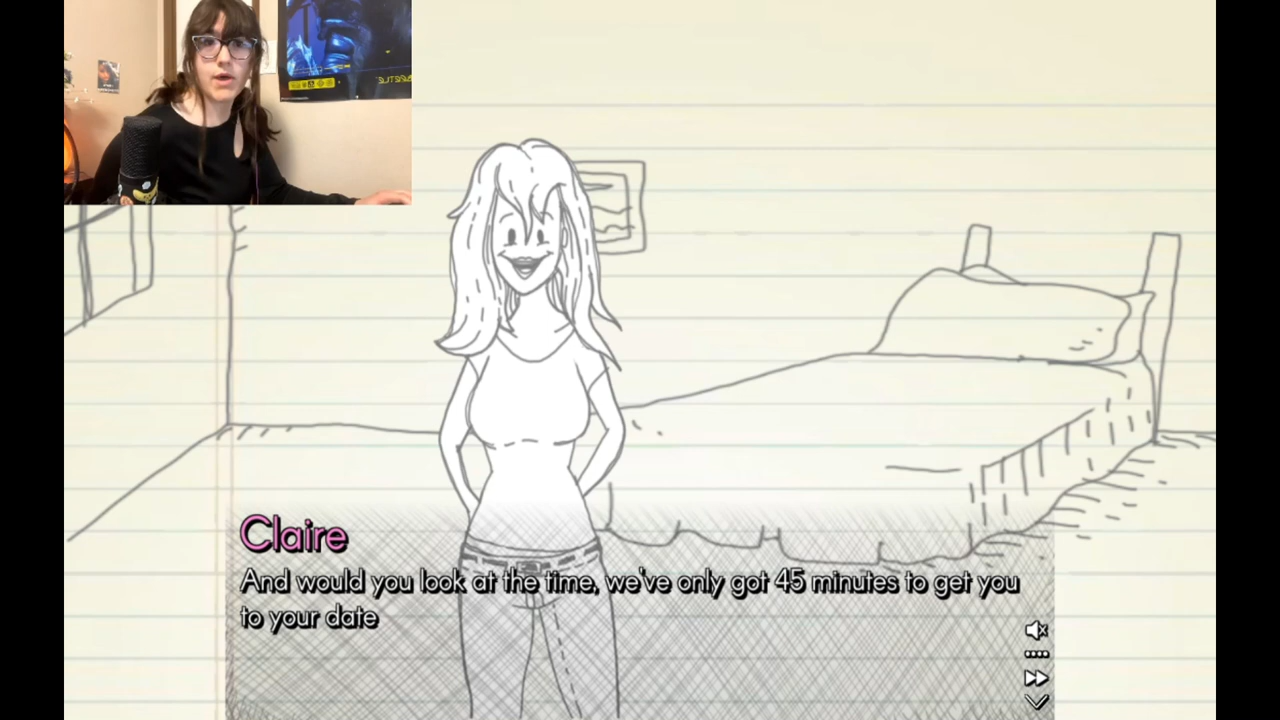 Claire
And would you look at the time, we've only got 45 minutes to get you
to your date